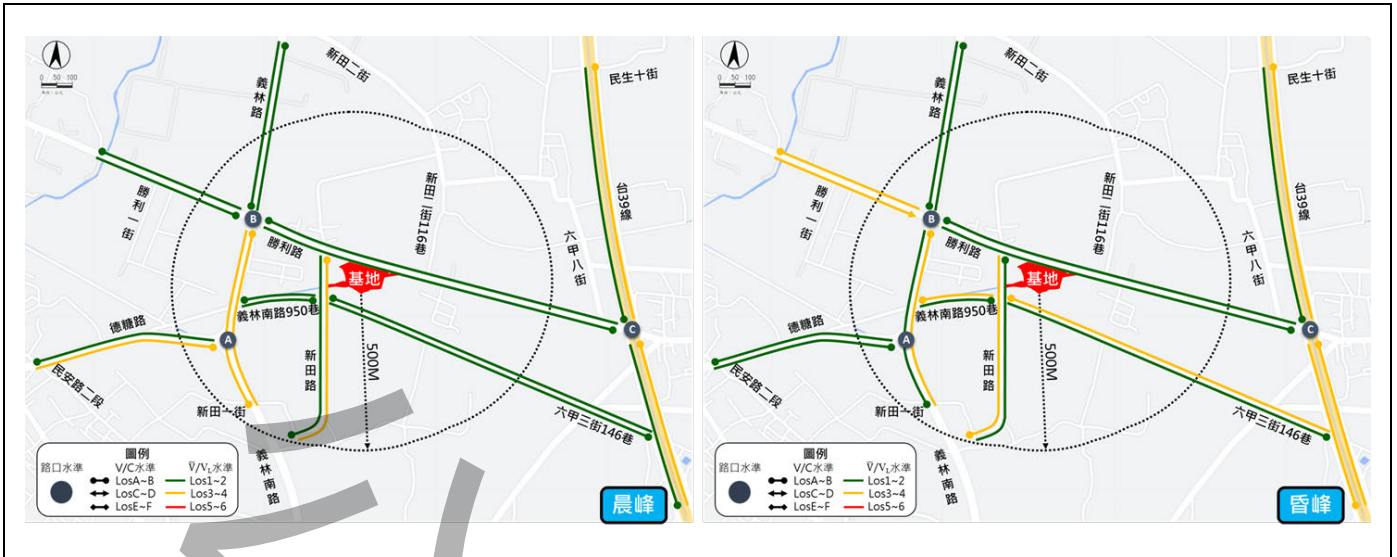 新田二街
義林路
民生十街
0 50 100
勝利一街
B
新田二街116巷
台39線
勝利路
六甲八街
基地
義林南路950巷
德糖路
A
C
500M
民安路二段
新田路
新田一街
六甲三街146巷
義林南路
圖例
路口水準 V/C水準 V̅/VL水準
LosA~B Los1~2
LosC~D Los3~4
LosE~F Los5~6
晨峰
新田二街
義林路
民生十街
0 50 100
勝利一街
B
新田二街116巷
台39線
勝利路
六甲八街
基地
義林南路950巷
德糖路
A
C
500M
民安路二段
新田路
新田一街
六甲三街146巷
義林南路
圖例
路口水準 V/C水準 V̅/VL水準
LosA~B Los1~2
LosC~D Los3~4
LosE~F Los5~6
昏峰